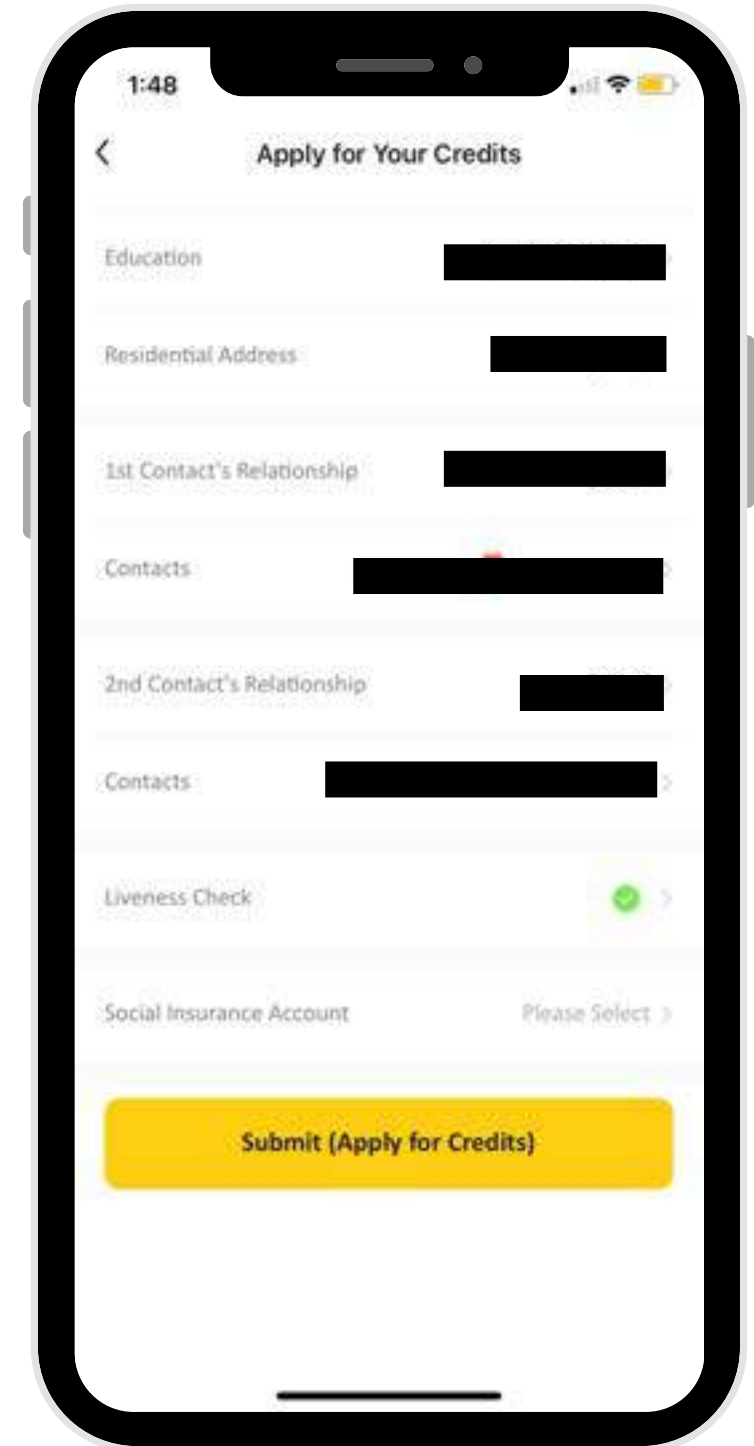 1:48
Apply for Your Credits
Education
Residential Address
1st Contact's Relationship
Contacts
2nd Contact's Relationship
Contacts
Liveness Check
Social Insurance Account Please Select
Submit (Apply for Credits)